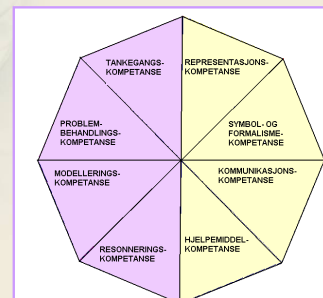 TANKEGANGS-
KOMPETANSE
REPRESENTASJONS-
KOMPETANSE
PROBLEM-
BEHANDLINGS-
KOMPETANSE
SYMBOL- OG
FORMALISME-
KOMPETANSE
MODELLERINGS-
KOMPETANSE
KOMMUNIKASJONS-
KOMPETANSE
RESONNERINGS-
KOMPETANSE
HJELPEMIDDEL-
KOMPETANSE